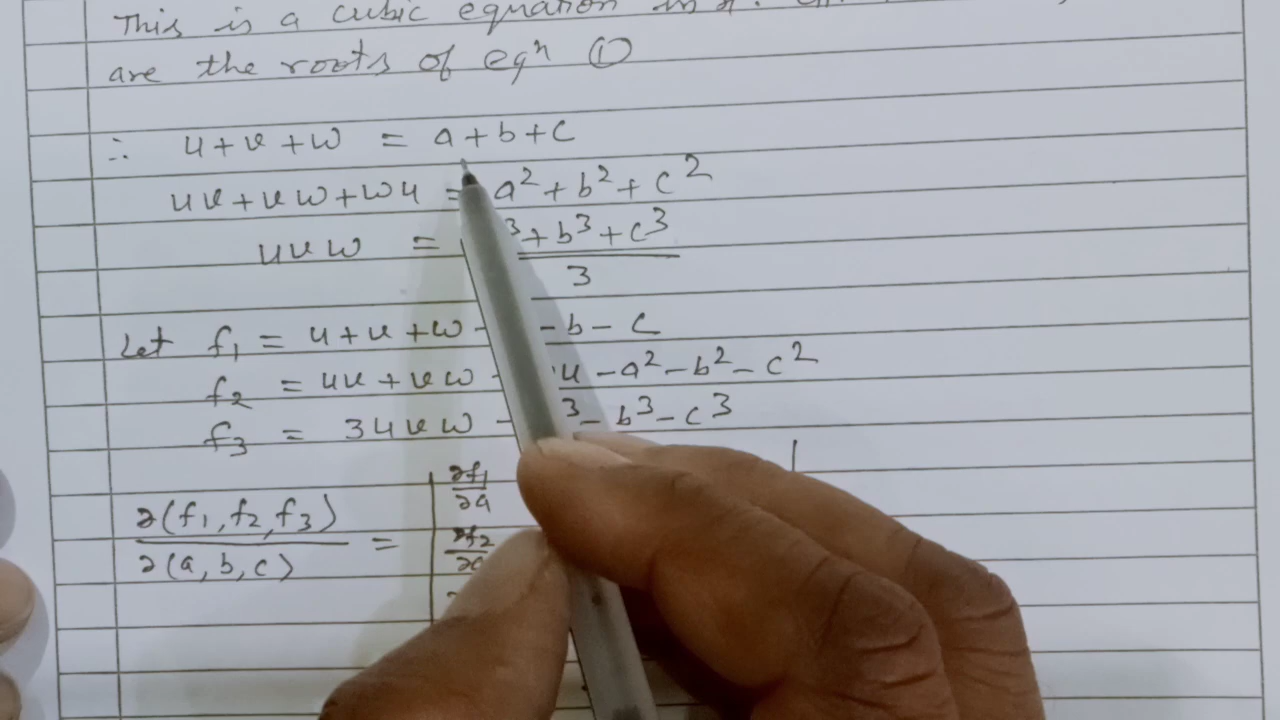 This is a cubic equation in
are the roots of eqⁿ ①
∴ u+v+w = a+b+c
uv+vw+wu = a²+b²+c²
uvw = ³+b³+c³ / 3
Let f₁ = u+v+w - -b-c
f₂ = uv+vw - u-a²-b²-c²
f₃ = 3uvw - ³-b³-c³
∂(f₁,f₂,f₃) / ∂(a,b,c) = | ∂f₁/∂a |
∂f₂/∂a